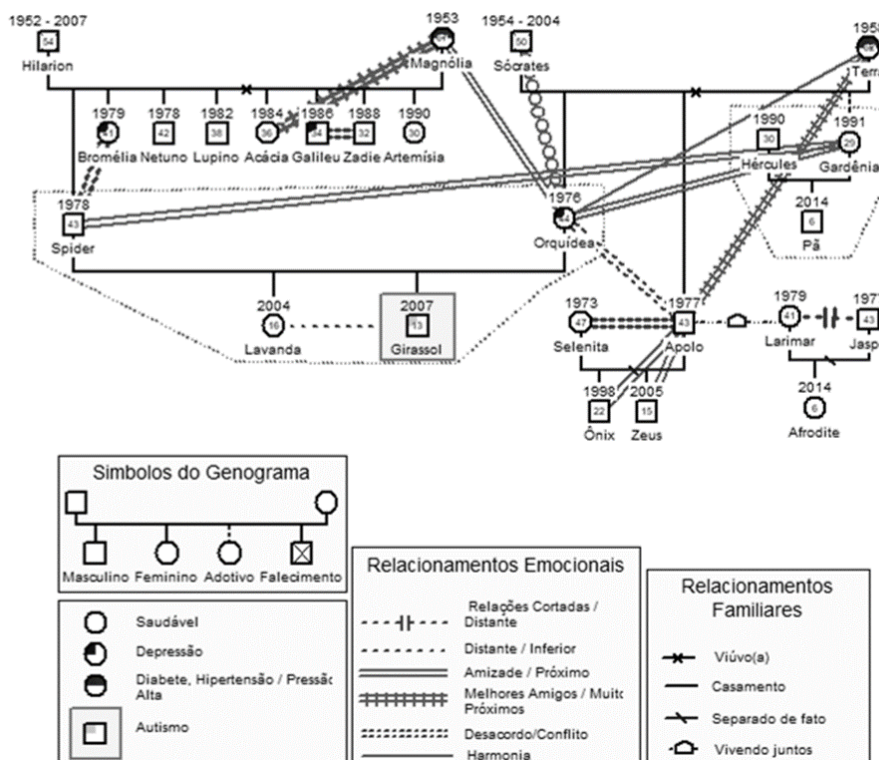 1952 - 2007
1953
1954 - 2004
1958
54
50
Hilarion
Magnólia
Sócrates
Terra
1979 1978 1982 1984 1986 1988 1990
1990 1991
41 42 38 36 34 32 30
30 29
Bromélia Netuno Lupino Acácia Galileu Zadie Artemísia
Hércules Gardênia
1978
1976
2014
43
44
6
Spider
Orquídea
Pã
2004 2007
1973 1977 1979 1977
16 13
47 43 41 43
Lavanda Girassol
Selenita Apolo Larimar Jasp
1998 2005
2014
22 15
6
Ônix Zeus
Afrodite
Simbolos do Genograma
Masculino Feminino Adotivo Falecimento
Saudável
Depressão
Diabete, Hipertensão / Pressão
Alta
Autismo
Relacionamentos Emocionais
Relações Cortadas /
Distante
Distante / Inferior
Amizade / Próximo
Melhores Amigos / Muito
Próximos
Desacordo/Conflito
Harmonia
Relacionamentos
Familiares
Viúvo(a)
Casamento
Separado de fato
Vivendo juntos